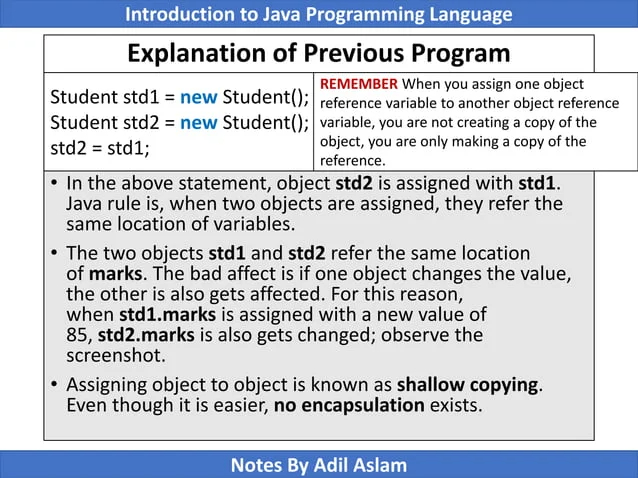 Introduction to Java Programming Language
Explanation of Previous Program
Student std1 = new Student();
Student std2 = new Student();
std2 = std1;
REMEMBER When you assign one object
reference variable to another object reference
variable, you are not creating a copy of the
object, you are only making a copy of the
reference.
• In the above statement, object std2 is assigned with std1.
Java rule is, when two objects are assigned, they refer the
same location of variables.
• The two objects std1 and std2 refer the same location
of marks. The bad affect is if one object changes the value,
the other is also gets affected. For this reason,
when std1.marks is assigned with a new value of
85, std2.marks is also gets changed; observe the
screenshot.
• Assigning object to object is known as shallow copying.
Even though it is easier, no encapsulation exists.
Notes By Adil Aslam